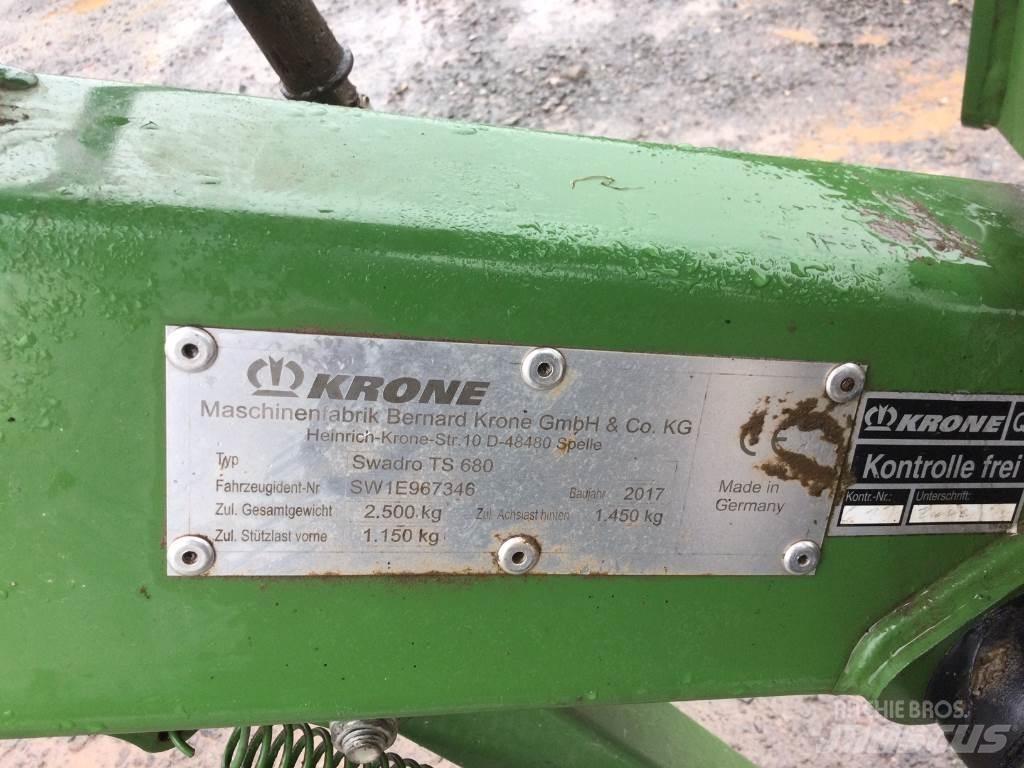 KRONE
Maschinenfabrik Bernard Krone GmbH & Co. KG
Heinrich-Krone-Str.10 D-48480 Spelle
Typ Swadro TS 680
Fahrzeugident-Nr SW1E967346 Baujahr 2017
Zul. Gesamtgewicht 2.500 kg Zul. Achslast hinten 1.450 kg
Zul. Stützlast vorne 1.150 kg
CE
Made in
Germany
KRONE Q
Kontrolle frei
Kontr.-Nr.: Unterschrift:
RITCHIE BROS.
mascus